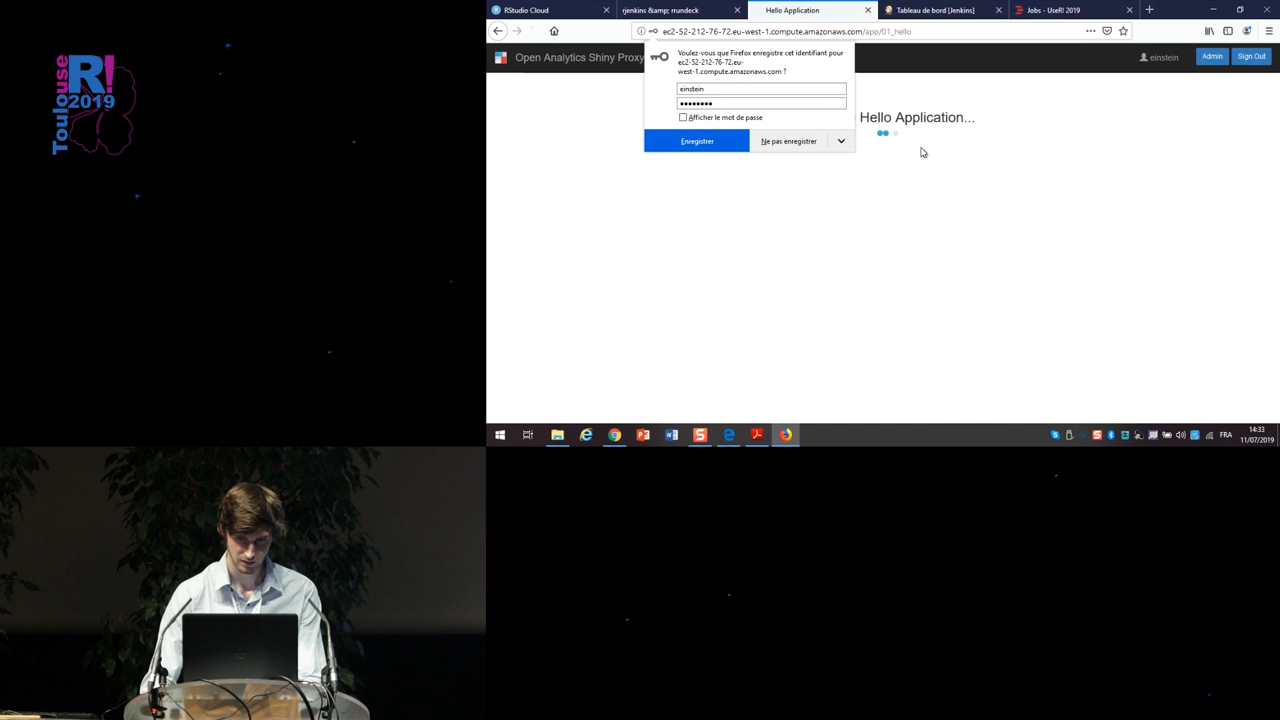 Toulouse
R!
2019
RStudio Cloud
rjenkins &amp; rrundeck
Hello Application
Tableau de bord [Jenkins]
Jobs - UseR! 2019
ec2-52-212-76-72.eu-west-1.compute.amazonaws.com/app/01_hello
Open Analytics Shiny Proxy
einstein
Admin
Sign Out
Voulez-vous que Firefox enregistre cet identifiant pour
ec2-52-212-76-72.eu-
west-1.compute.amazonaws.com ?
einstein
••••••••
Afficher le mot de passe
Enregistrer
Ne pas enregistrer
Hello Application...
FRA
14:33
11/07/2019